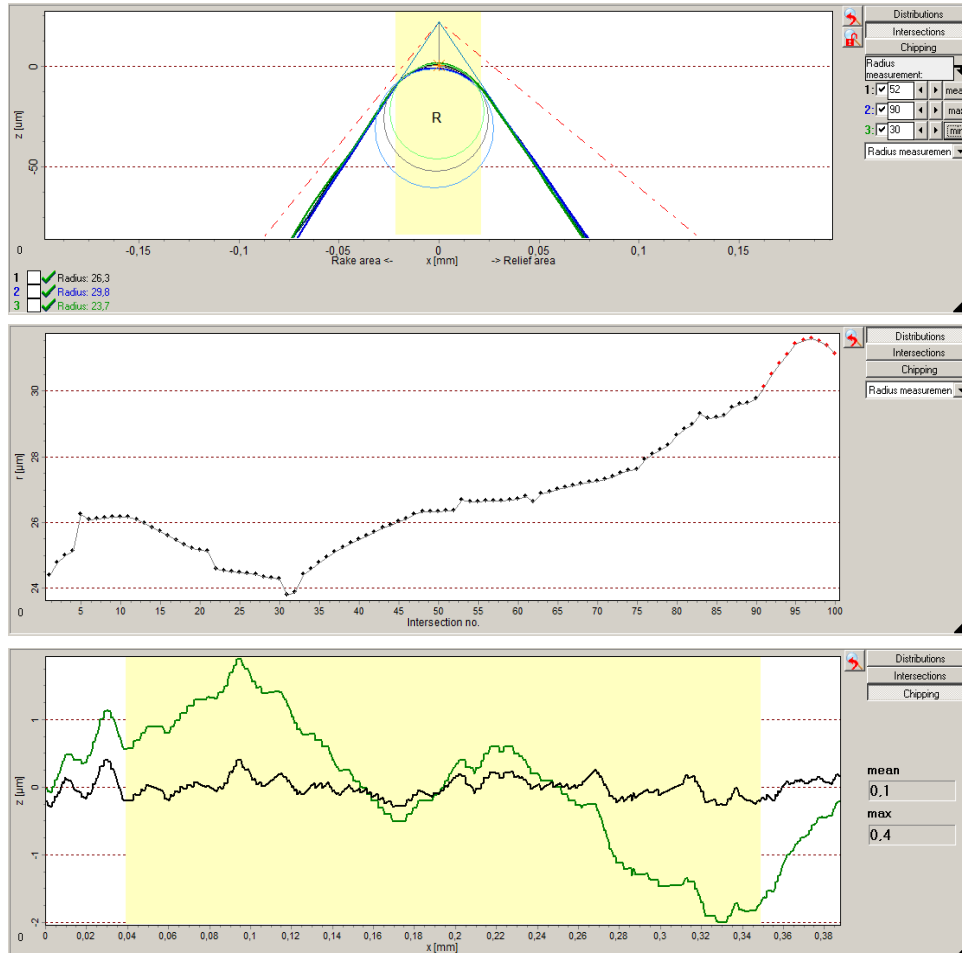 Distributions
Intersections
Chipping
Radius measurement:
1: 52 mea
2: 90 max
3: 30 min
Radius measuremen
0
-50
z [µm]
R
0
-0,15 -0,1 -0,05 0 0,05 0,1 0,15
Rake area <- x [mm] -> Relief area
1 Radius: 26,3
2 Radius: 29,8
3 Radius: 23,7
Distributions
Intersections
Chipping
Radius measuremen
30
28
26
24
r [µm]
0
5 10 15 20 25 30 35 40 45 50 55 60 65 70 75 80 85 90 95 100
Intersection no.
Distributions
Intersections
Chipping
1
0
-1
-2
z [µm]
mean
0,1
max
0,4
0
0 0,02 0,04 0,06 0,08 0,1 0,12 0,14 0,16 0,18 0,2 0,22 0,24 0,26 0,28 0,3 0,32 0,34 0,36 0,38
x [mm]